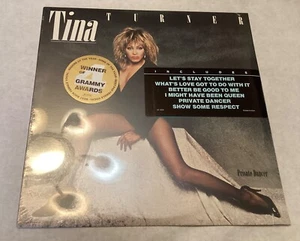 Tina
TURNER
WINNER
OF
GRAMMY
AWARDS
INCLUDES
LET'S STAY TOGETHER
WHAT'S LOVE GOT TO DO WITH IT
BETTER BE GOOD TO ME
I MIGHT HAVE BEEN QUEEN
PRIVATE DANCER
SHOW SOME RESPECT
Private Dancer